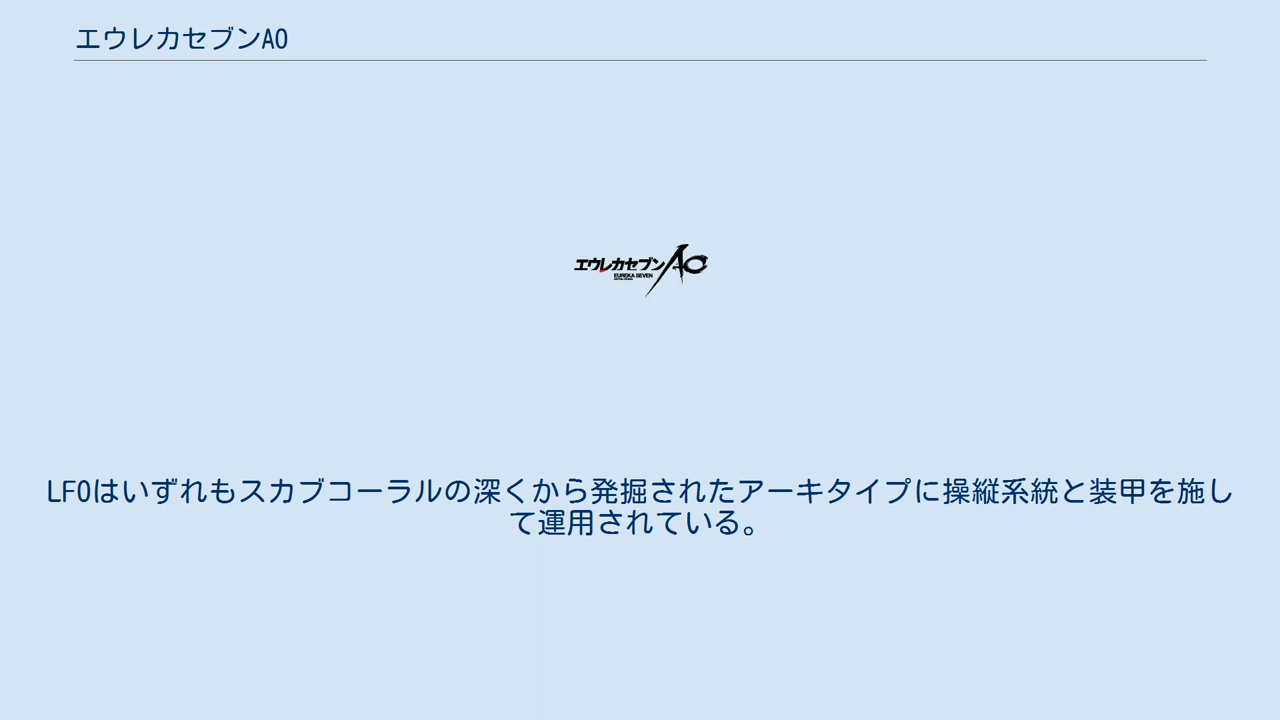 エウレカセブンAO
エウレカセブンAO
EUREKA SEVEN
LFOはいずれもスカブコーラルの深くから発掘されたアーキタイプに操縦系統と装甲を施し
て運用されている。